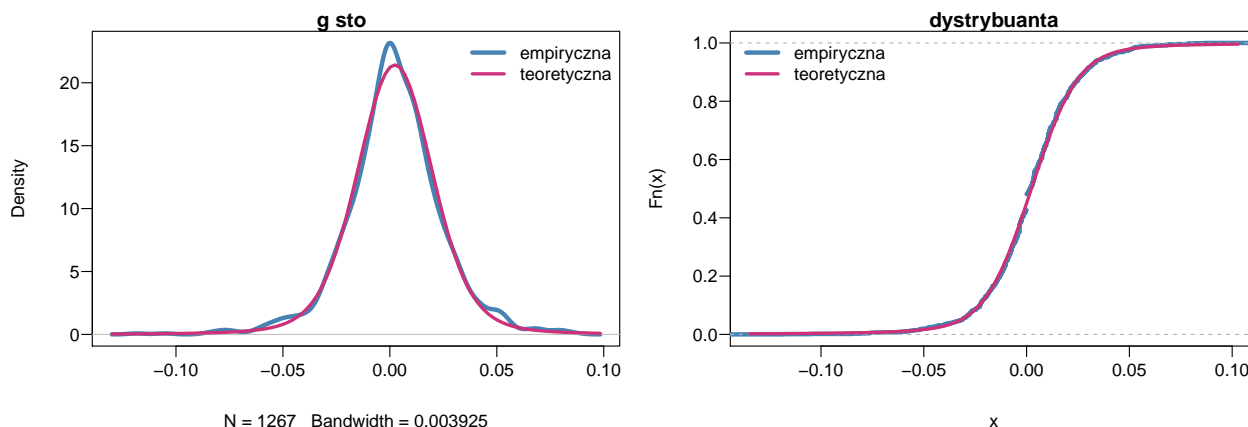 g sto
Density
20
15
10
5
0
empiryczna
teoretyczna
−0.10
−0.05
0.00
0.05
0.10
N = 1267 Bandwidth = 0.003925
dystrybuanta
Fn(x)
1.0
0.8
0.6
0.4
0.2
0.0
empiryczna
teoretyczna
−0.10
−0.05
0.00
0.05
0.10
x